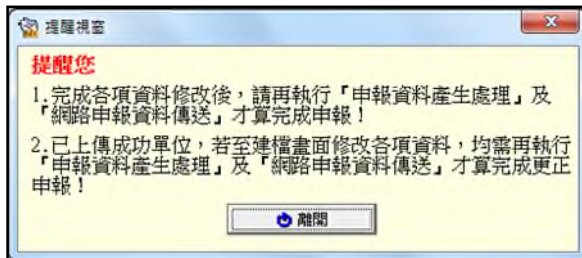 提醒視窗
提醒您
1.完成各項資料修改後，請再執行「申報資料產生處理」及
「網路申報資料傳送」才算完成申報！
2.已上傳成功單位，若至建檔畫面修改各項資料，均需再執行
「申報資料產生處理」及「網路申報資料傳送」才算完成更正
申報！
離開